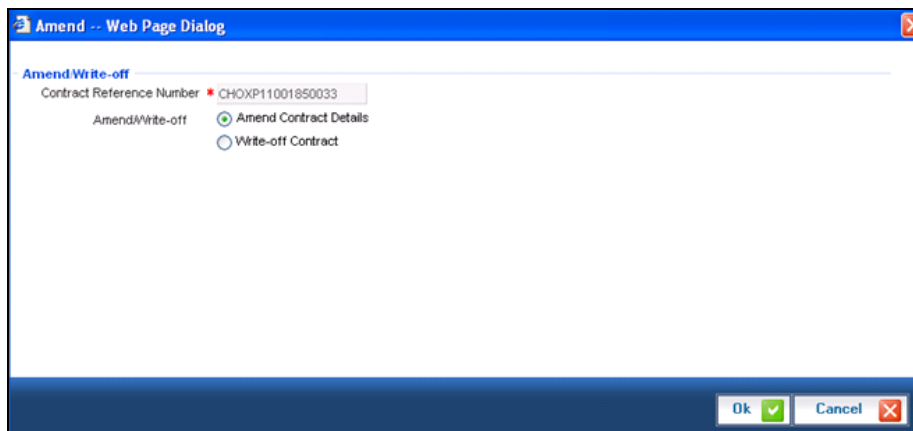 Amend -- Web Page Dialog
Amend/Write-off
Contract Reference Number * CHOXP11001850033
Amend/Write-off Amend Contract Details
Write-off Contract
Ok Cancel